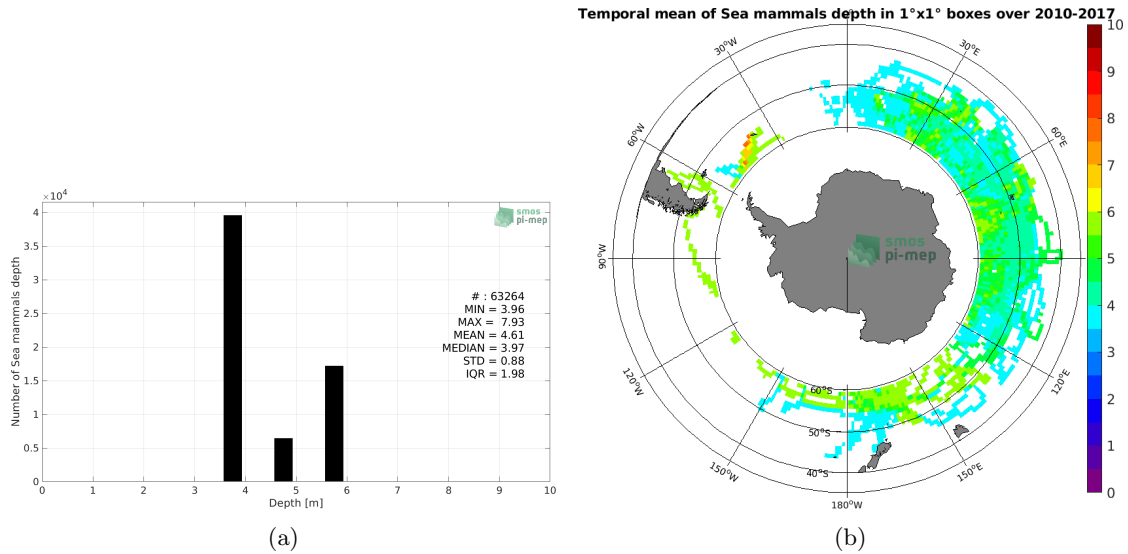 Temporal mean of Sea mammals depth in 1°x1° boxes over 2010-2017
×10⁴
4
3.5
3
2.5
2
1.5
1
0.5
0
Number of Sea mammals depth
0 1 2 3 4 5 6 7 8 9 10
Depth [m]
smos
pi-mep
# : 63264
MIN = 3.96
MAX = 7.93
MEAN = 4.61
MEDIAN = 3.97
STD = 0.88
IQR = 1.98
(a)
0°
30°W
30°E
60°W
60°E
90°W
90°E
120°W
120°E
150°W
150°E
180°W
60°S
50°S
40°S
smos
pi-mep
10
9
8
7
6
5
4
3
2
1
0
(b)